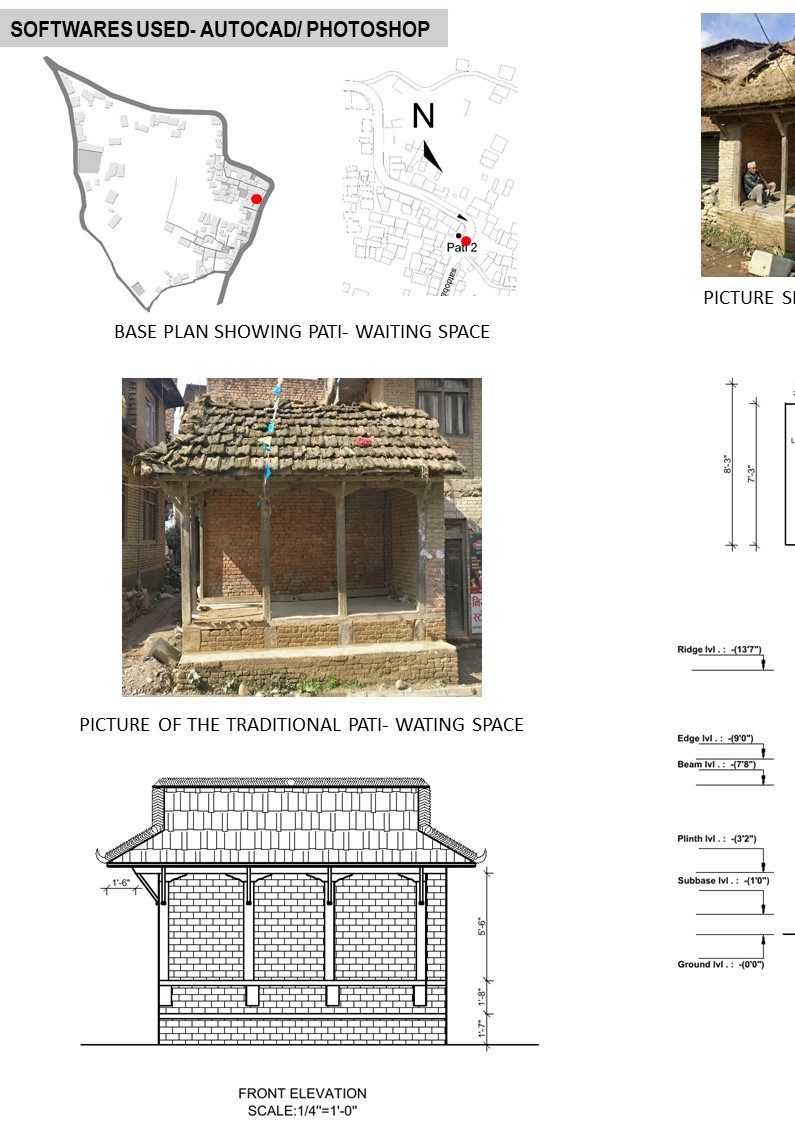 SOFTWARES USED- AUTOCAD/ PHOTOSHOP
N
Pati 2
satdoba
BASE PLAN SHOWING PATI- WAITING SPACE
PICTURE
8'-3"
7'-3"
PICTURE OF THE TRADITIONAL PATI- WATING SPACE
Ridge lvl . : -(13'7")
Edge lvl . : -(9'0")
Beam lvl . : -(7'8")
Plinth lvl . : -(3'2")
Subbase lvl . : -(1'0")
Ground lvl . : -(0'0")
1'-6"
5'-6"
1'-8"
1'-7"
FRONT ELEVATION
SCALE:1/4"=1'-0"